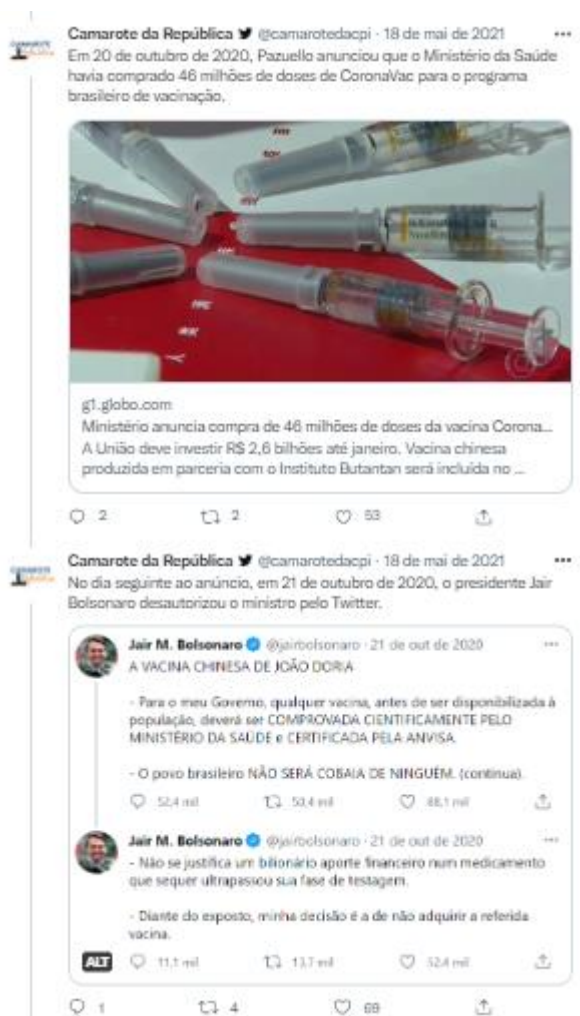 Camarote da República @camarotedacpi · 18 de mai de 2021
Em 20 de outubro de 2020, Pazuello anunciou que o Ministério da Saúde
havia comprado 46 milhões de doses de CoronaVac para o programa
brasileiro de vacinação.
g1.globo.com
Ministério anuncia compra de 46 milhões de doses da vacina Corona...
A União deve investir R$ 2,6 bilhões até janeiro. Vacina chinesa
produzida em parceria com o Instituto Butantan será incluída no ...
2 2 53
Camarote da República @camarotedacpi · 18 de mai de 2021
No dia seguinte ao anúncio, em 21 de outubro de 2020, o presidente Jair
Bolsonaro desautorizou o ministro pelo Twitter.
Jair M. Bolsonaro @jairbolsonaro · 21 de out de 2020
A VACINA CHINESA DE JOÃO DORIA
- Para o meu Governo, qualquer vacina, antes de ser disponibilizada à
população, deverá ser COMPROVADA CIENTIFICAMENTE PELO
MINISTÉRIO DA SAÚDE e CERTIFICADA PELA ANVISA.
- O povo brasileiro NÃO SERÁ COBAIA DE NINGUÉM. (continua)
52,4 mil 50,4 mil 88,1 mil
Jair M. Bolsonaro @jairbolsonaro · 21 de out de 2020
- Não se justifica um bilionário aporte financeiro num medicamento
que sequer ultrapassou sua fase de testagem.
- Diante do exposto, minha decisão é a de não adquirir a referida
vacina.
ALT 11,1 mil 13,7 mil 52,4 mil
1 4 69